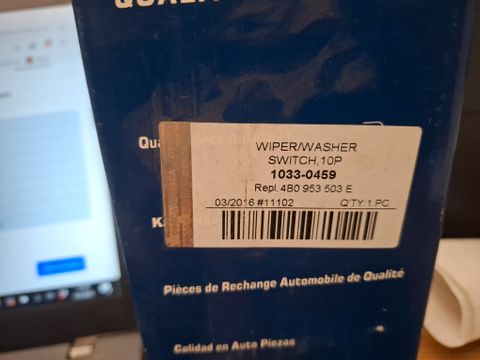 WIPER/WASHER
SWITCH,10P
1033-0459
Repl. 4B0 953 503 E
03/2016 #11102 Q'TY:1 PC
Pièces de Rechange Automobile de Qualité
Calidad en Auto Piezas